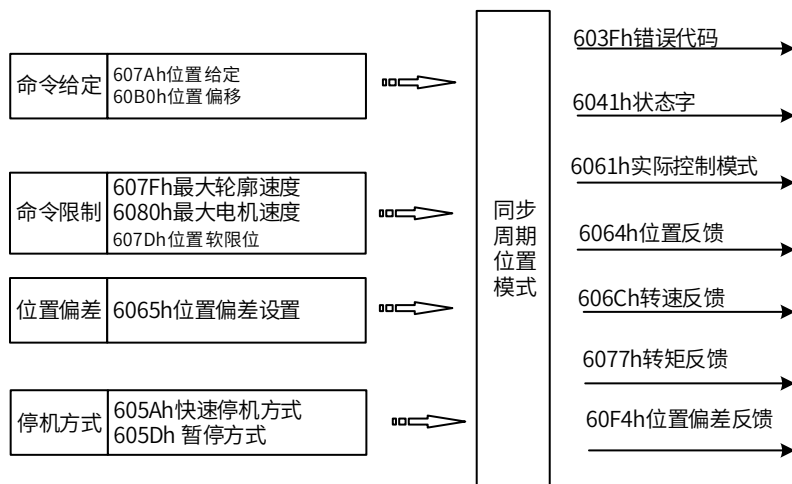 命令给定
607Ah位置给定
60B0h位置偏移
命令限制
607Fh最大轮廓速度
6080h最大电机速度
607Dh位置软限位
位置偏差
6065h位置偏差设置
停机方式
605Ah快速停机方式
605Dh 暂停方式
同步
周期
位置
模式
603Fh错误代码
6041h状态字
6061h实际控制模式
6064h位置反馈
606Ch转速反馈
6077h转矩反馈
60F4h位置偏差反馈